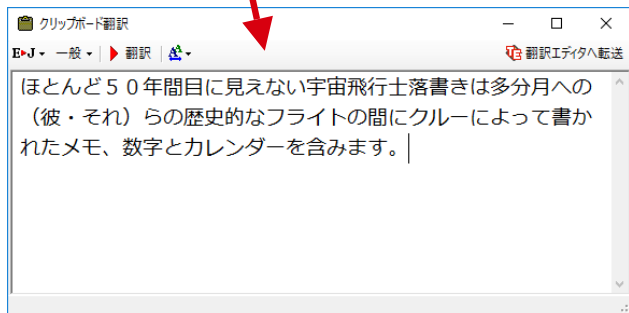 クリップボード翻訳
E▸J 一般 翻訳 A
翻訳エディタへ転送
ほとんど５０年間目に見えない宇宙飛行士落書きは多分月への
（彼・それ）らの歴史的なフライトの間にクルーによって書か
れたメモ、数字とカレンダーを含みます。